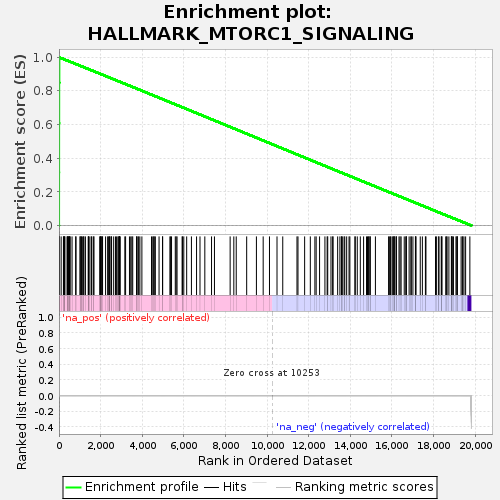 Enrichment plot:
HALLMARK_MTORC1_SIGNALING
Enrichment score (ES)
1.0
0.8
0.6
0.4
0.2
0.0
'na_pos' (positively correlated)
Ranked list metric (PreRanked)
1.0
0.8
0.6
0.4
0.2
0.0
-0.2
-0.4
Zero cross at 10253
'na_neg' (negatively correlated)
0
2,000
4,000
6,000
8,000
10,000
12,000
14,000
16,000
18,000
20,000
Rank in Ordered Dataset
Enrichment profile
Hits
Ranking metric scores